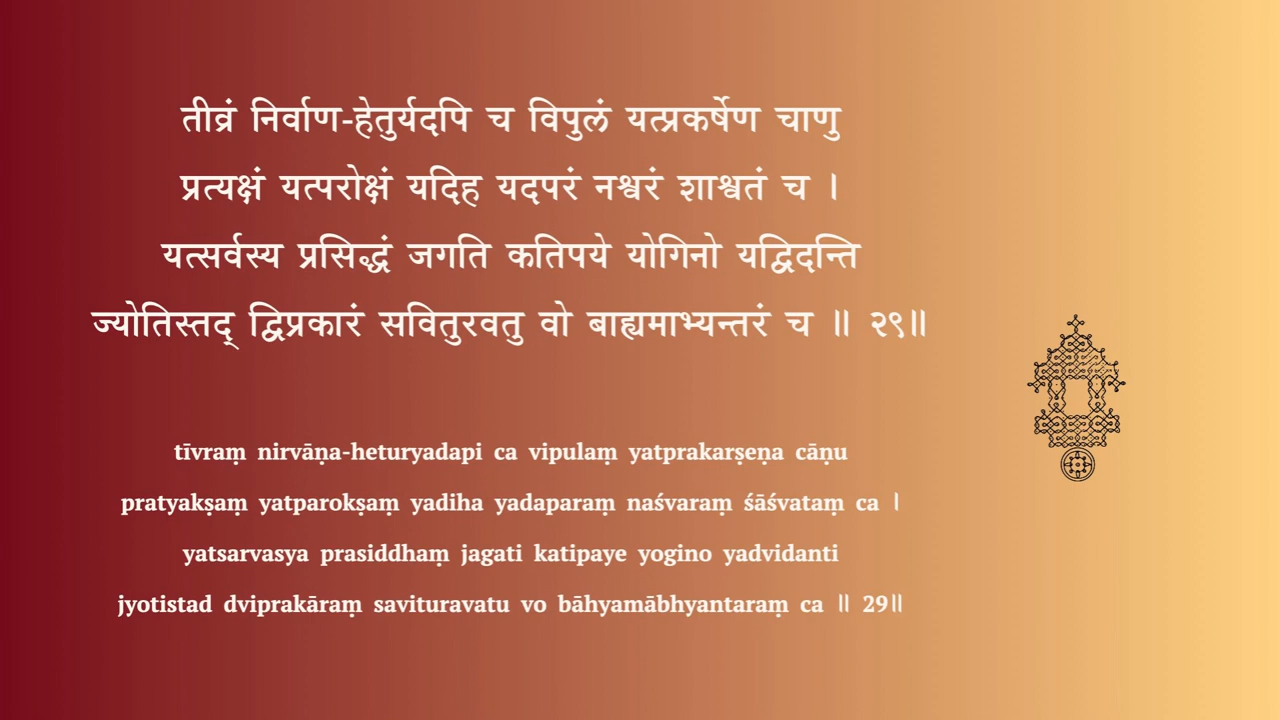 तीव्रं निर्वाण-हेतुर्यदपि च विपुलं यत्प्रकर्षेण चाणु
प्रत्यक्षं यत्परोक्षं यदिह यदपरं नश्वरं शाश्वतं च ।
यत्सर्वस्य प्रसिद्धं जगति कतिपये योगिनो यद्विदन्ति
ज्योतिस्तद् द्विप्रकारं सवितुरवतु वो बाह्यमाभ्यन्तरं च ॥ २९॥
tīvraṃ nirvāṇa-heturyadapi ca vipulaṃ yatprakarṣeṇa cāṇu
pratyakṣaṃ yatparokṣaṃ yadiha yadaparaṃ naśvaraṃ śāśvataṃ ca ।
yatsarvasya prasiddhaṃ jagati katipaye yogino yadvidanti
jyotistad dviprakāraṃ savituravatu vo bāhyamābhyantaraṃ ca ॥ 29॥